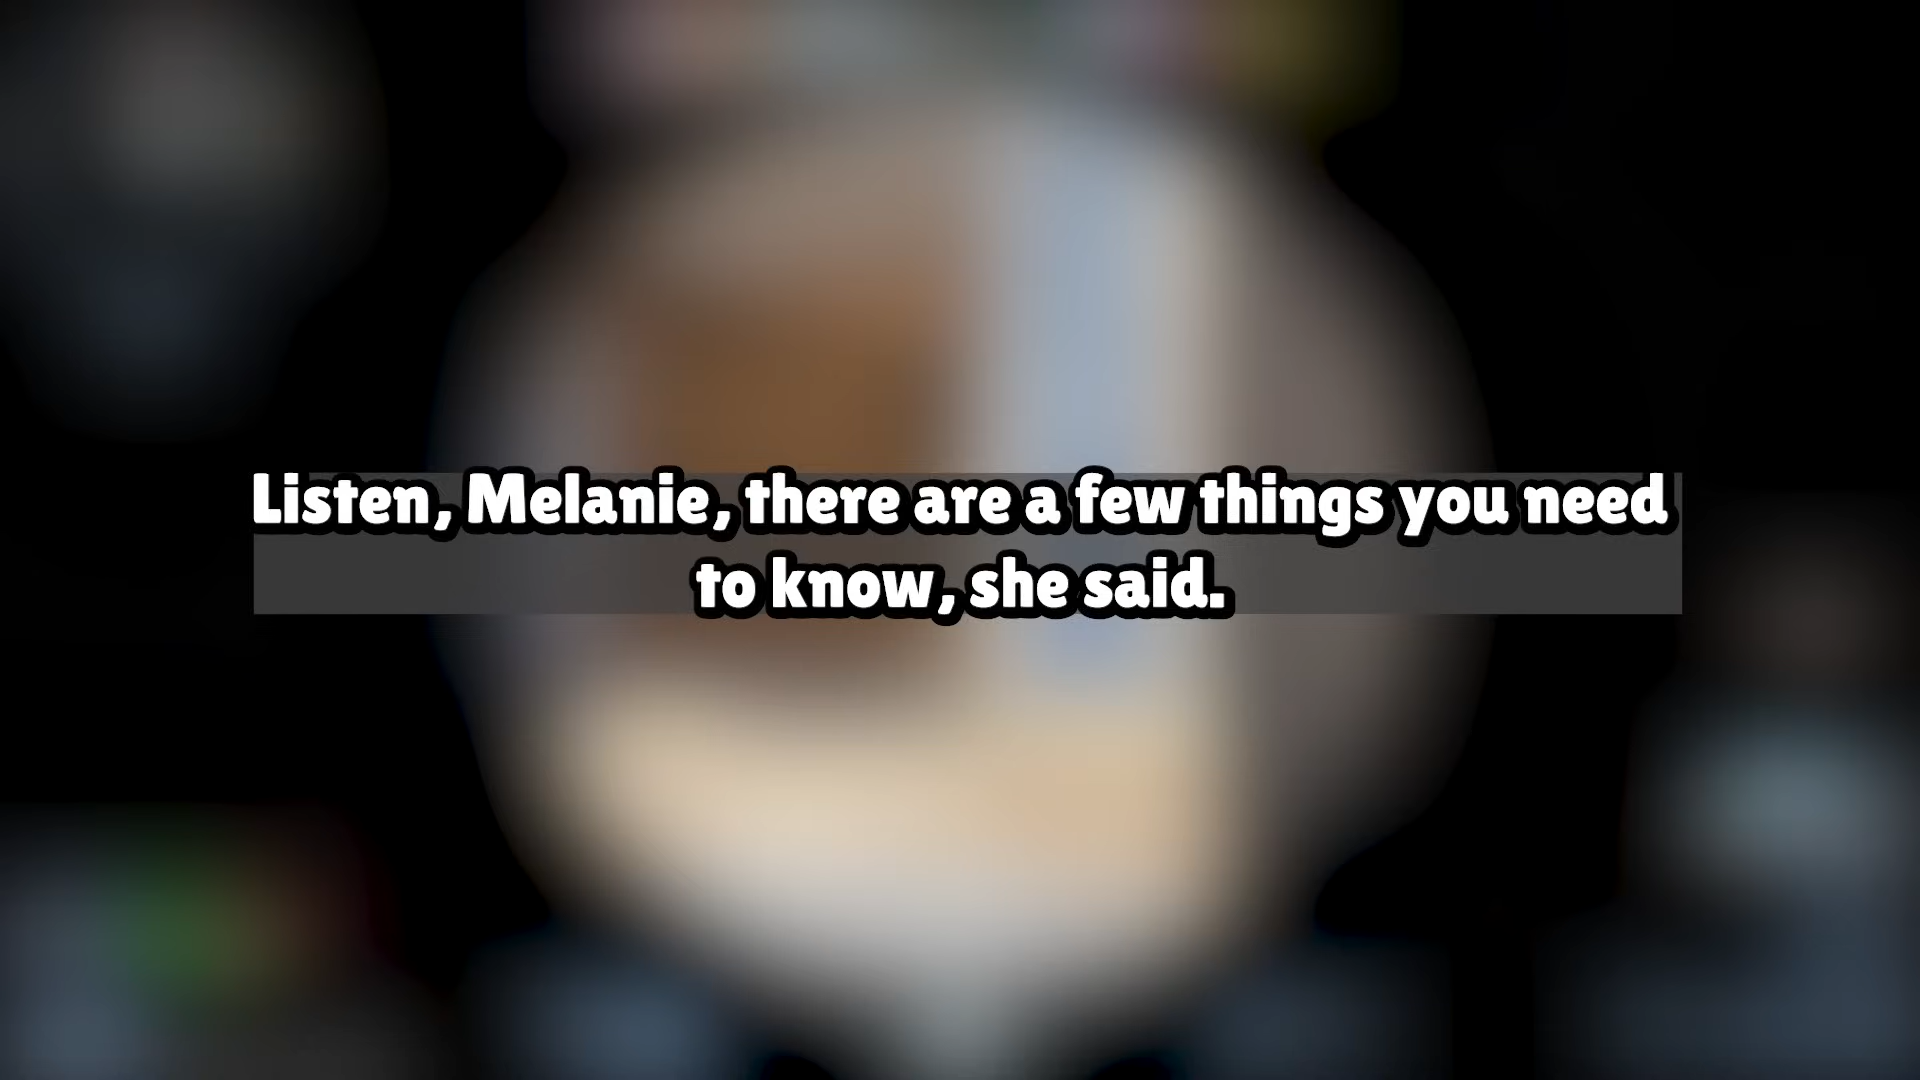 Listen, Melanie, there are a few things you need
to know, she said.